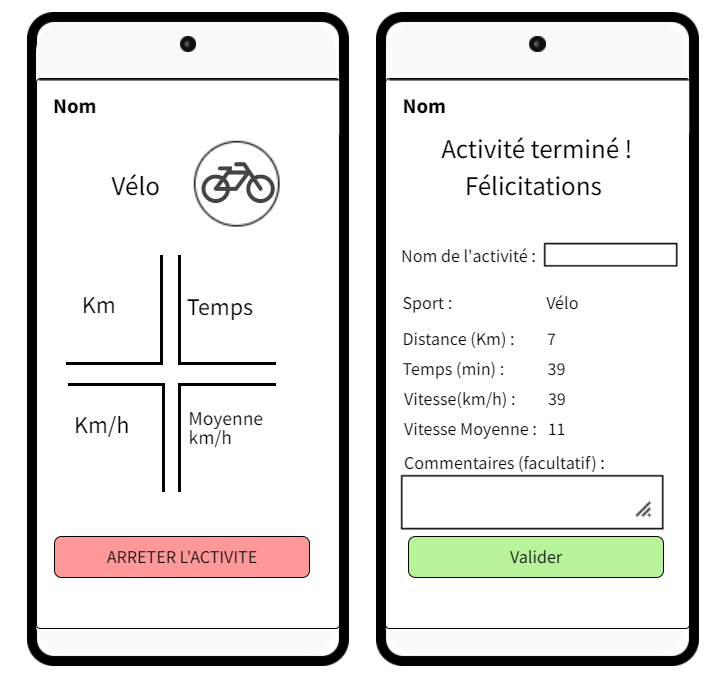 Nom
Vélo
Km
Temps
Km/h
Moyenne
km/h
ARRETER L'ACTIVITE
Nom
Activité terminé !
Félicitations
Nom de l'activité :
Sport : Vélo
Distance (Km) : 7
Temps (min) : 39
Vitesse(km/h) : 39
Vitesse Moyenne : 11
Commentaires (facultatif) :
Valider